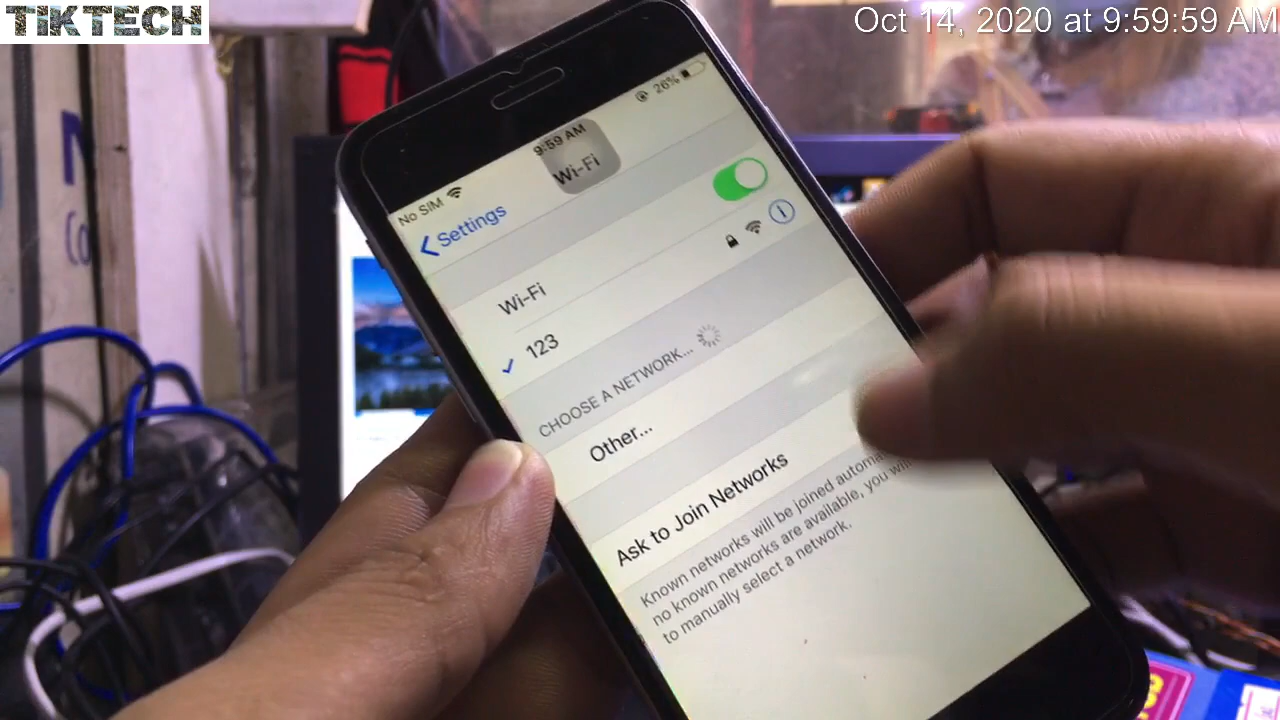 TIKTECH
Oct 14, 2020 at 9:59:59 AM
No SIM
9:59 AM
26%
Settings
Wi-Fi
Wi-Fi
123
CHOOSE A NETWORK...
Other...
Ask to Join Networks
Known networks will be joined
no known networks are available, you
to manually select a network.